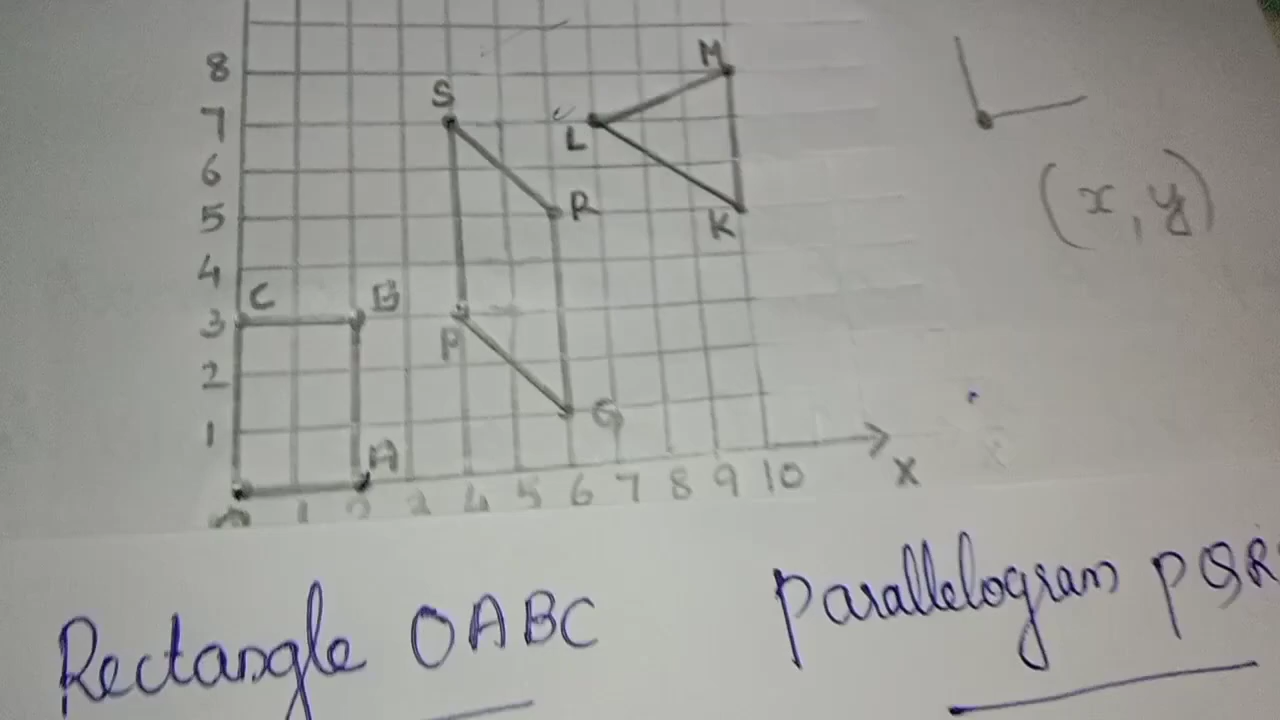 8
M
S
7
L
6
5
R
K
(x, y)
4
C
B
3
P
2
1
A
0 1 2 3 4 5 6 7 8 9 10
X
Rectangle OABC
Parallelogram PQR